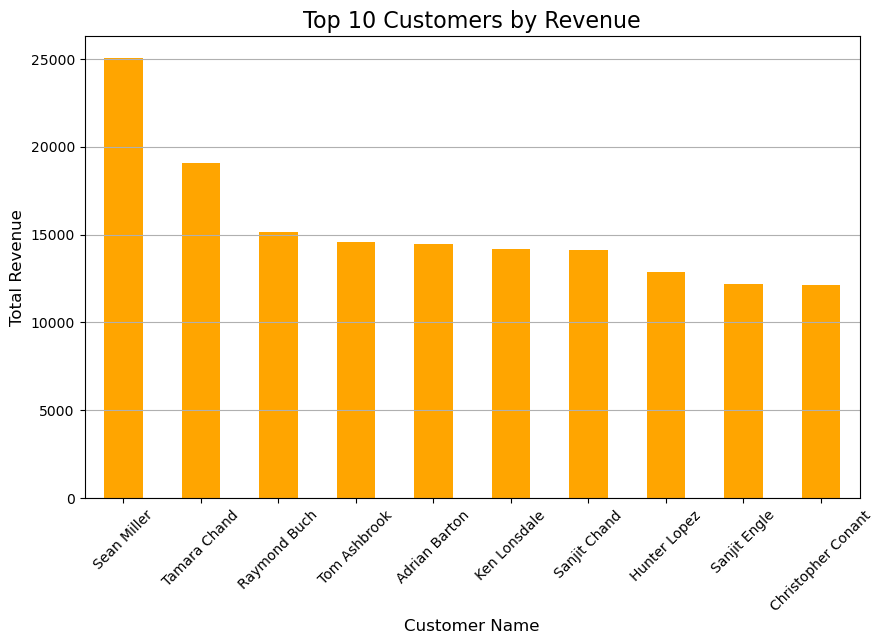 Top 10 Customers by Revenue
Total Revenue
25000
20000
15000
10000
5000
0
Sean Miller
Tamara Chand
Raymond Buch
Tom Ashbrook
Adrian Barton
Ken Lonsdale
Sanjit Chand
Hunter Lopez
Sanjit Engle
Christopher Conant
Customer Name